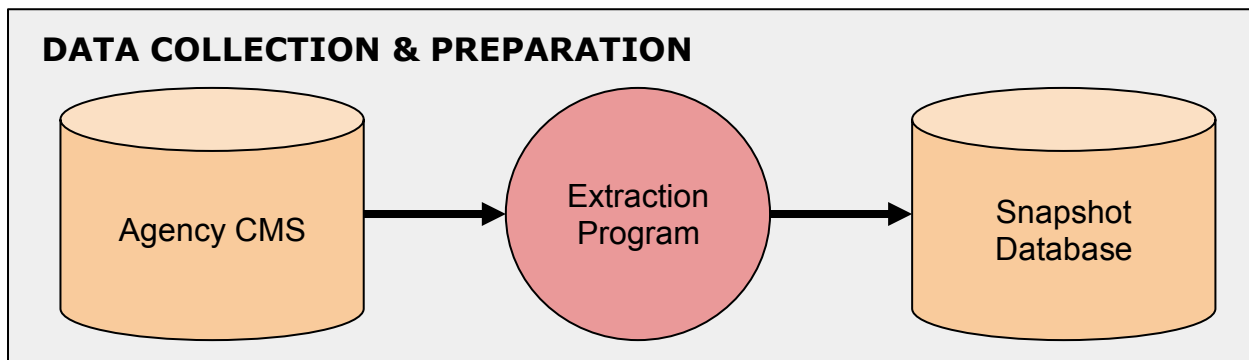 DATA COLLECTION & PREPARATION
Agency CMS
Extraction
Program
Snapshot
Database